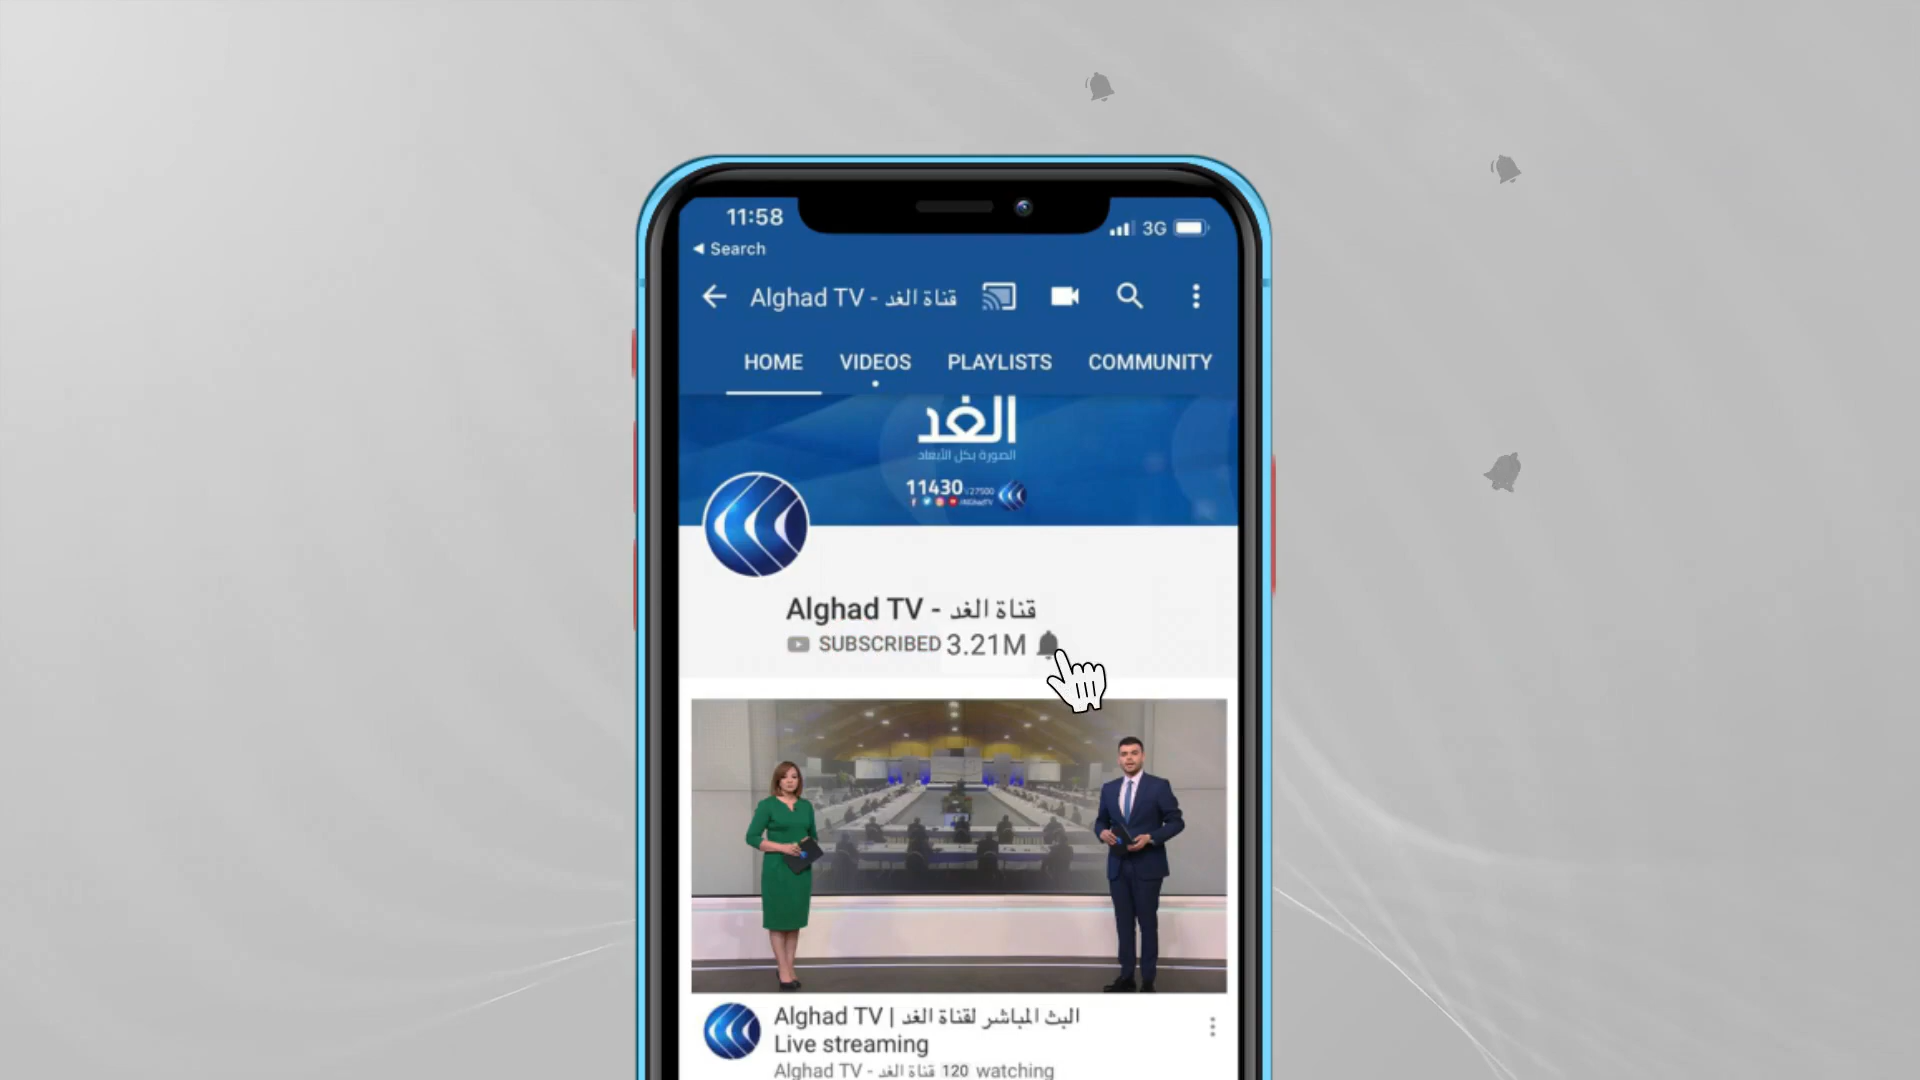 11:58
3G
Search
Alghad TV - قناة الغد
HOME VIDEOS PLAYLISTS COMMUNITY
الغد
الصورة بكل الأبعاد
11430 27500
Alghad TV - قناة الغد
SUBSCRIBED 3.21M
Alghad TV | البث المباشر لقناة الغد
Live streaming
Alghad TV - قناة الغد 120 watching